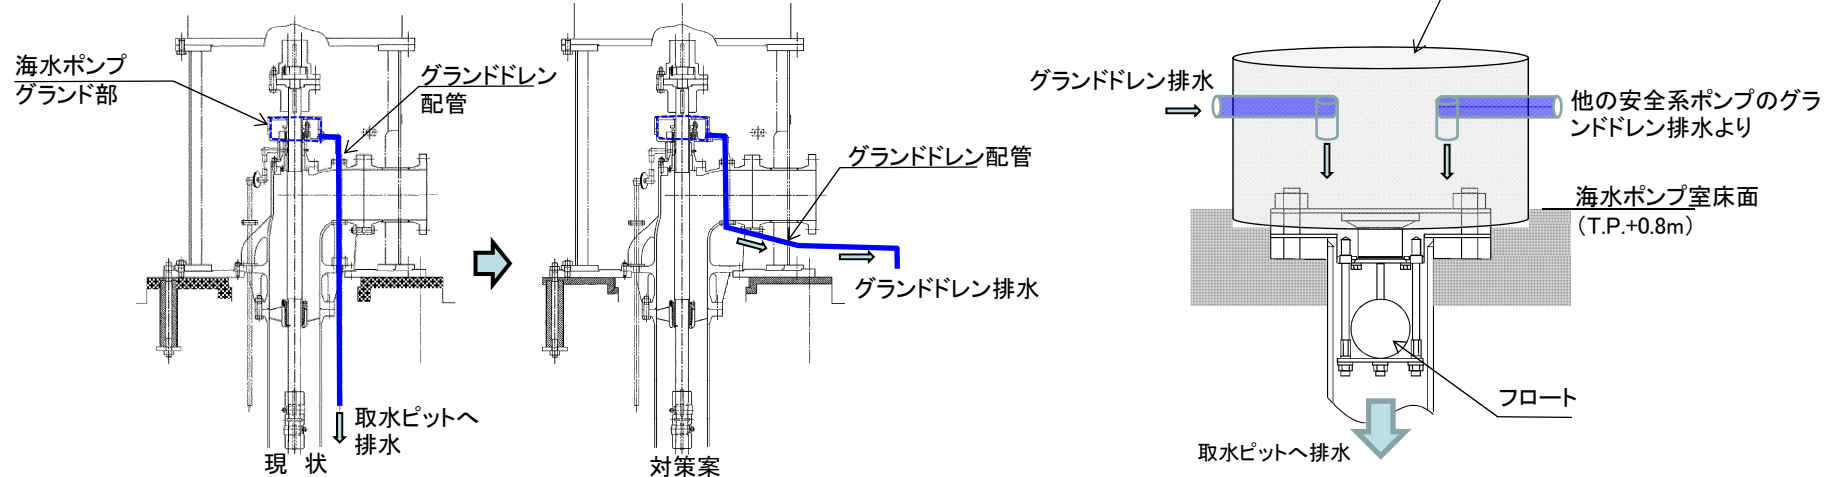 海水ポンプ
グランド部
グランドドレン
配管
取水ピットへ
排水
現　状
グランドドレン配管
グランドドレン排水
対策案
グランドドレン排水
他の安全系ポンプのグラ
ンドドレン排水より
海水ポンプ室床面
(T.P.+0.8m)
フロート
取水ピットへ排水